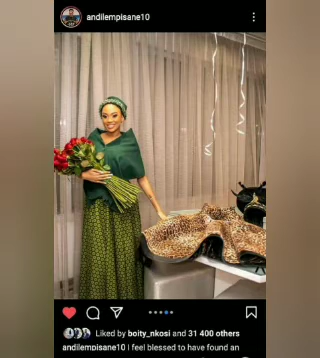 andilempisane10
Liked by boity_nkosi and 31 400 others
andilempisane10 I feel blessed to have found an